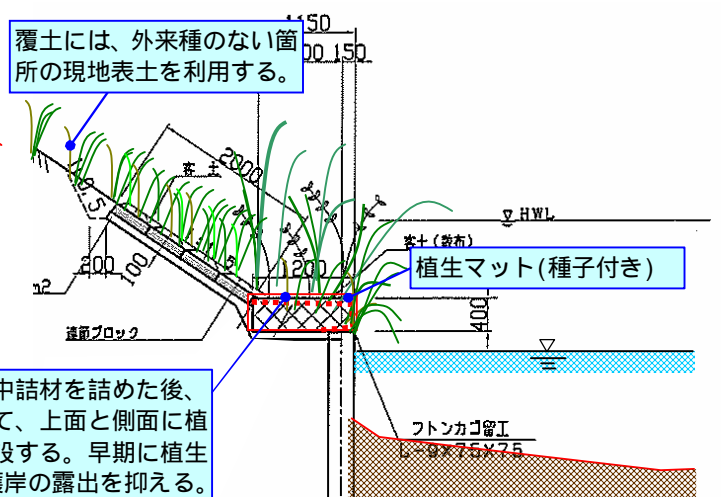 1150
覆土には、外来種のない箇
所の現地表土を利用する。
00 150
2000
客土
0.5
HWL
客土(散布)
200
100
1200
植生マット(種子付き)
m2
400
連節ブロック
中詰材を詰めた後、
て、上面と側面に植
設する。早期に植生
護岸の露出を抑える。
フトンカゴ留工
L-9×75×75